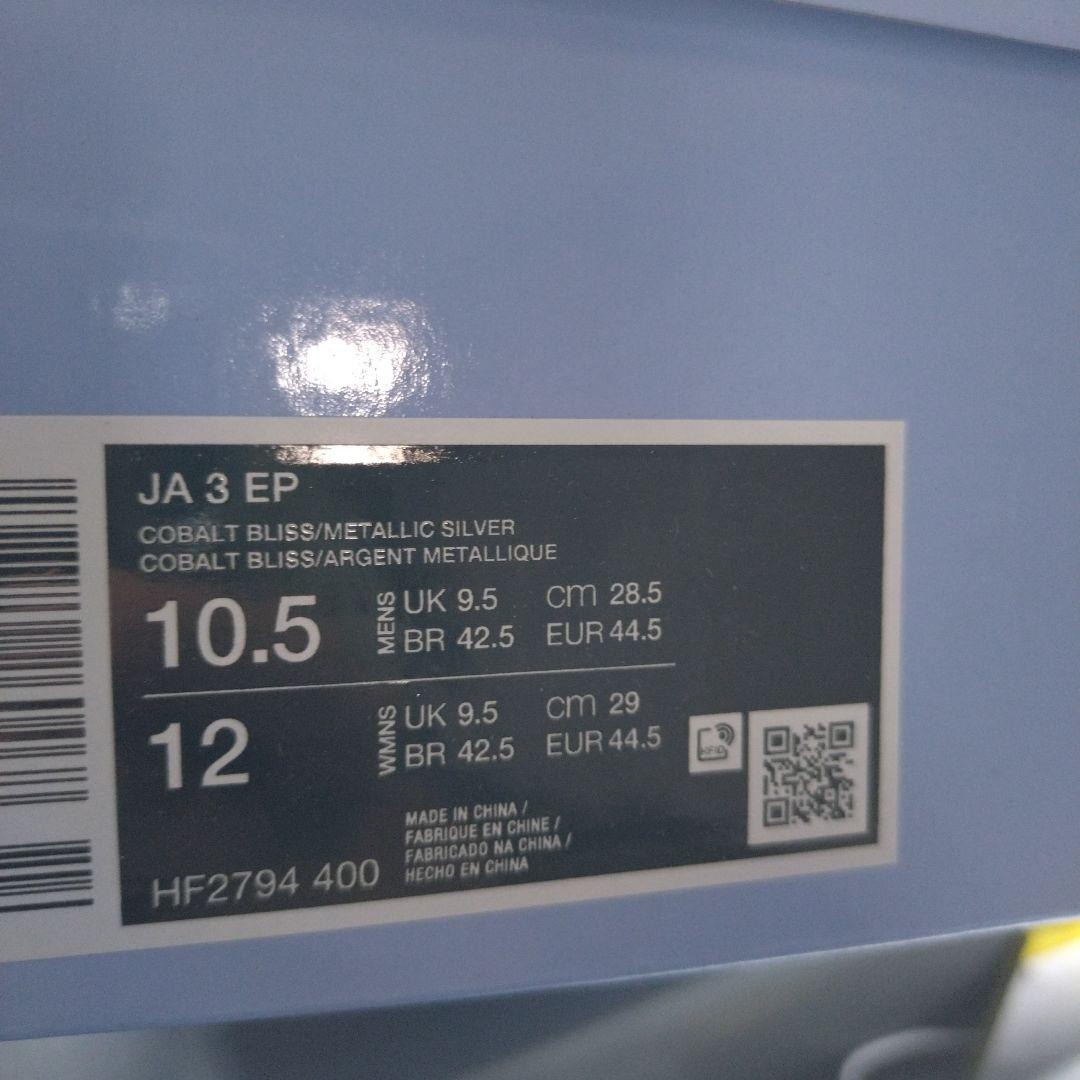 JA 3 EP
COBALT BLISS/METALLIC SILVER
COBALT BLISS/ARGENT METALLIQUE
10.5 MENS UK 9.5 cm 28.5
BR 42.5 EUR 44.5
12 WMNS UK 9.5 cm 29
BR 42.5 EUR 44.5
RFID
MADE IN CHINA /
FABRIQUE EN CHINE /
FABRICADO NA CHINA /
HECHO EN CHINA
HF2794 400